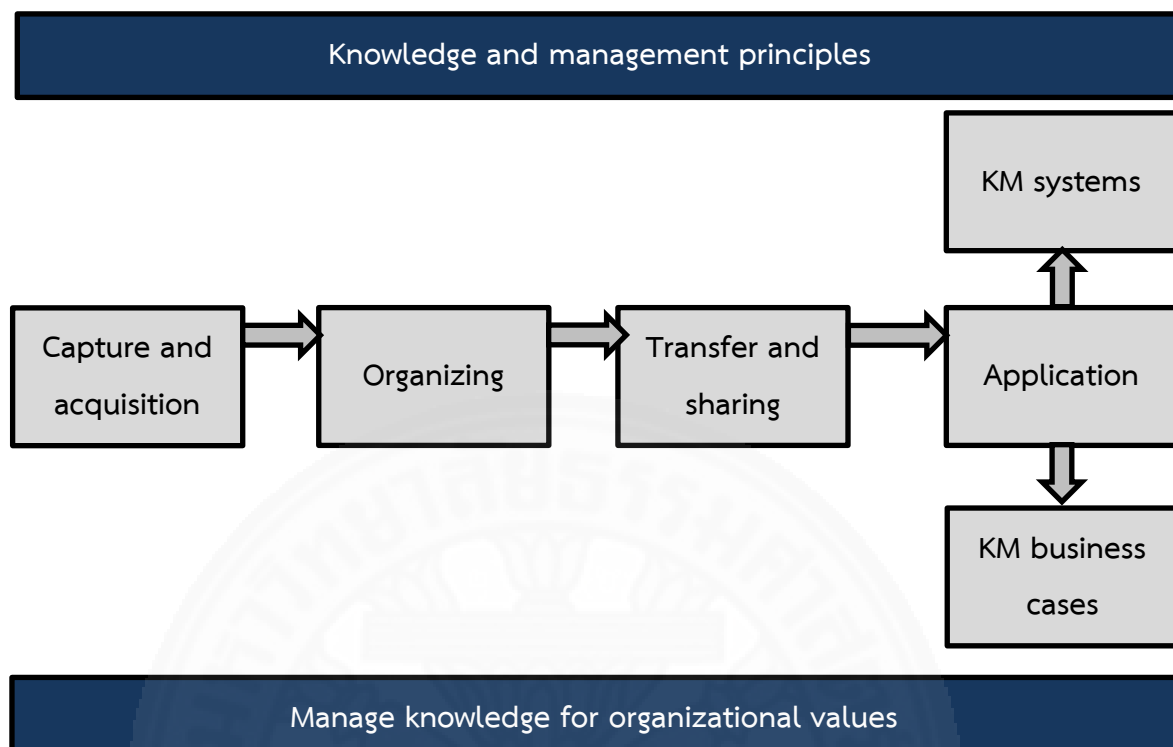 Knowledge and management principles
KM systems
Capture and
acquisition
Organizing
Transfer and
sharing
Application
KM business
cases
Manage knowledge for organizational values